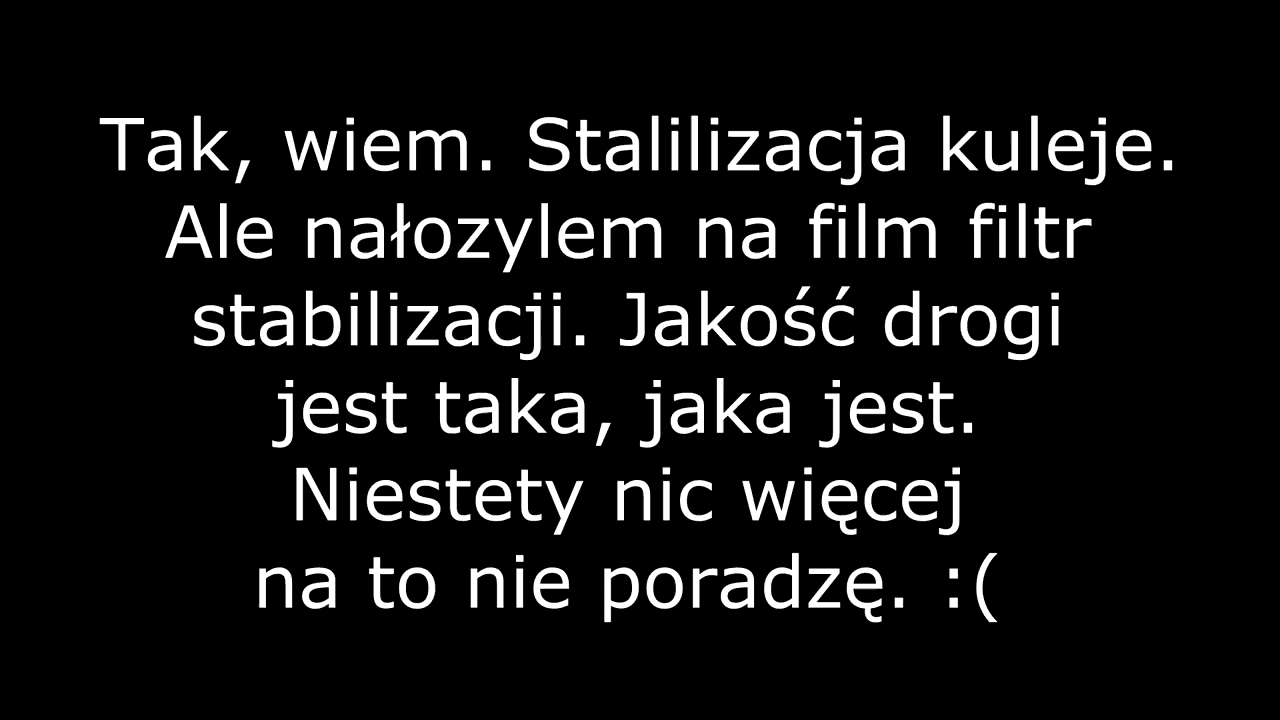 Tak, wiem. Stalilizacja kuleje.
Ale nałozylem na film filtr
stabilizacji. Jakość drogi
jest taka, jaka jest.
Niestety nic więcej
na to nie poradzę. :(